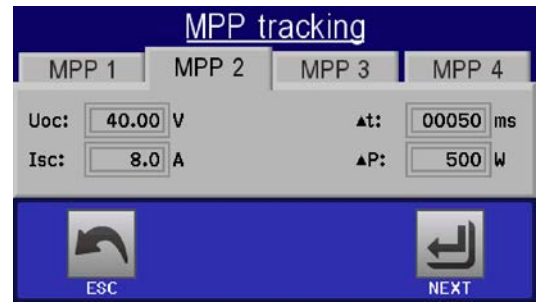 MPP tracking
MPP 1 MPP 2 MPP 3 MPP 4
Uoc: 40.00 V ▲t: 00050 ms
Isc: 8.0 A ▲P: 500 W
ESC NEXT